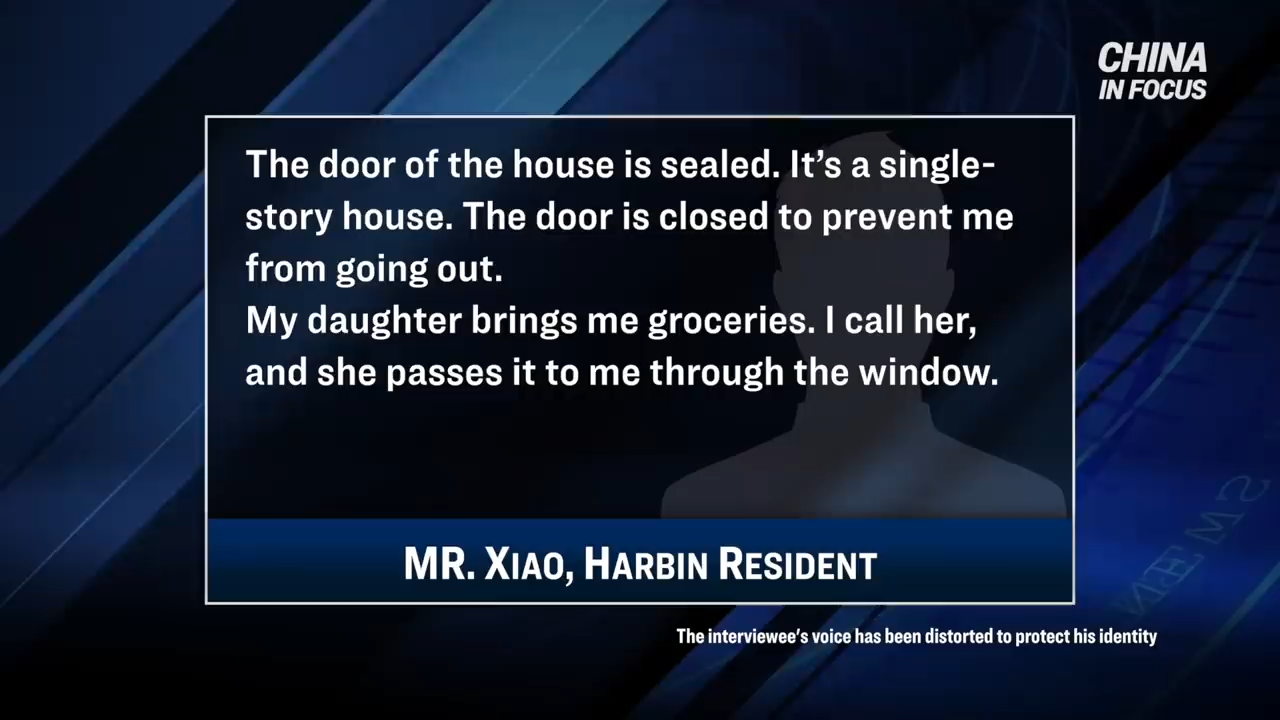 CHINA
IN FOCUS
The door of the house is sealed. It’s a single-
story house. The door is closed to prevent me
from going out.
My daughter brings me groceries. I call her,
and she passes it to me through the window.
MR. XIAO, HARBIN RESIDENT
The interviewee’s voice has been distorted to protect his identity